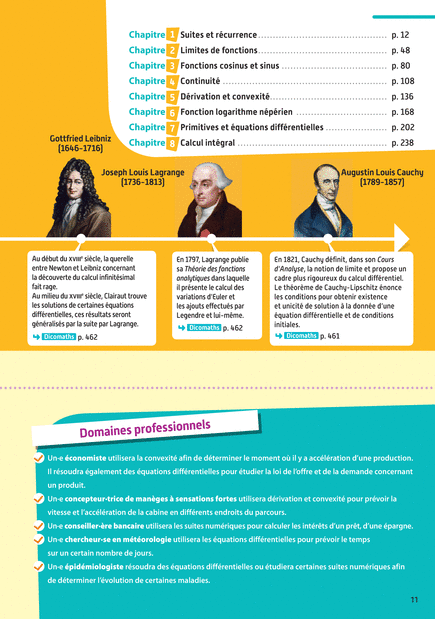 Chapitre 1 Suites et récurrence ........ p. 12
Chapitre 2 Limites de fonctions ........ p. 48
Chapitre 3 Fonctions cosinus et sinus ........ p. 80
Chapitre 4 Continuité ........ p. 108
Chapitre 5 Dérivation et convexité ........ p. 136
Chapitre 6 Fonction logarithme népérien ........ p. 168
Chapitre 7 Primitives et équations différentielles ........ p. 202
Chapitre 8 Calcul intégral ........ p. 238
Gottfried Leibniz
(1646-1716)
Joseph Louis Lagrange
(1736-1813)
Augustin Louis Cauchy
(1789-1857)
Au début du XVIIIe siècle, la querelle
entre Newton et Leibniz concernant
la découverte du calcul infinitésimal
fait rage.
Au milieu du XVIIIe siècle, Clairaut trouve
les solutions de certaines équations
différentielles, ces résultats seront
généralisés par la suite par Lagrange.
Dicomaths p. 462
En 1797, Lagrange publie
sa Théorie des fonctions
analytiques dans laquelle
il présente le calcul des
variations d'Euler et
les ajouts effectués par
Legendre et lui-même.
Dicomaths p. 462
En 1821, Cauchy définit, dans son Cours
d'Analyse, la notion de limite et propose un
cadre plus rigoureux du calcul différentiel.
Le théorème de Cauchy-Lipschitz énonce
les conditions pour obtenir existence
et unicité de solution à la donnée d'une
équation différentielle et de conditions
initiales.
Dicomaths p. 461
Domaines professionnels
Un·e économiste utilisera la convexité afin de déterminer le moment où il y a accélération d'une production.
Il résoudra également des équations différentielles pour étudier la loi de l'offre et de la demande concernant
un produit.
Un·e concepteur·trice de manèges à sensations fortes utilisera dérivation et convexité pour prévoir la
vitesse et l'accélération de la cabine en différents endroits du parcours.
Un·e conseiller·ère bancaire utilisera les suites numériques pour calculer les intérêts d'un prêt, d'une épargne.
Un·e chercheur·se en météorologie utilisera les équations différentielles pour prévoir le temps
sur un certain nombre de jours.
Un·e épidémiologiste résoudra des équations différentielles ou étudiera certaines suites numériques afin
de déterminer l'évolution de certaines maladies.
11